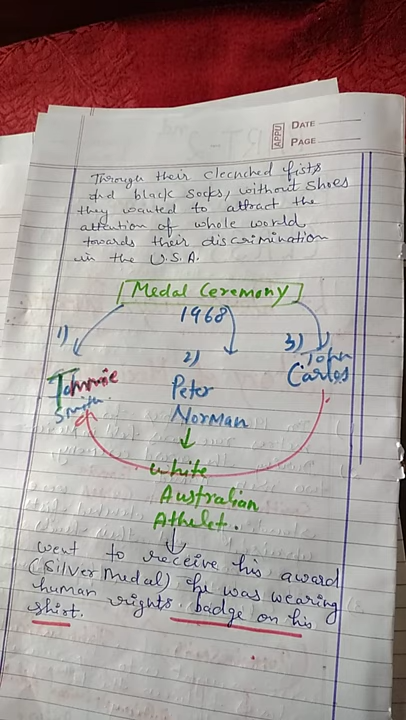 APPU
DATE
PAGE
Through their cleanched fists
and black socks, without shoes
they wanted to attract the
attention of whole world
towards their discrimination
in the U.S.A.
[Medal Ceremony]
1968
1) 2) 3) John
Tommie Peter Carlos
Smith Norman
white
Australian
Athelet.
went to receive his award
(Silver Medal) he was wearing
human rights badge on his
shirt.